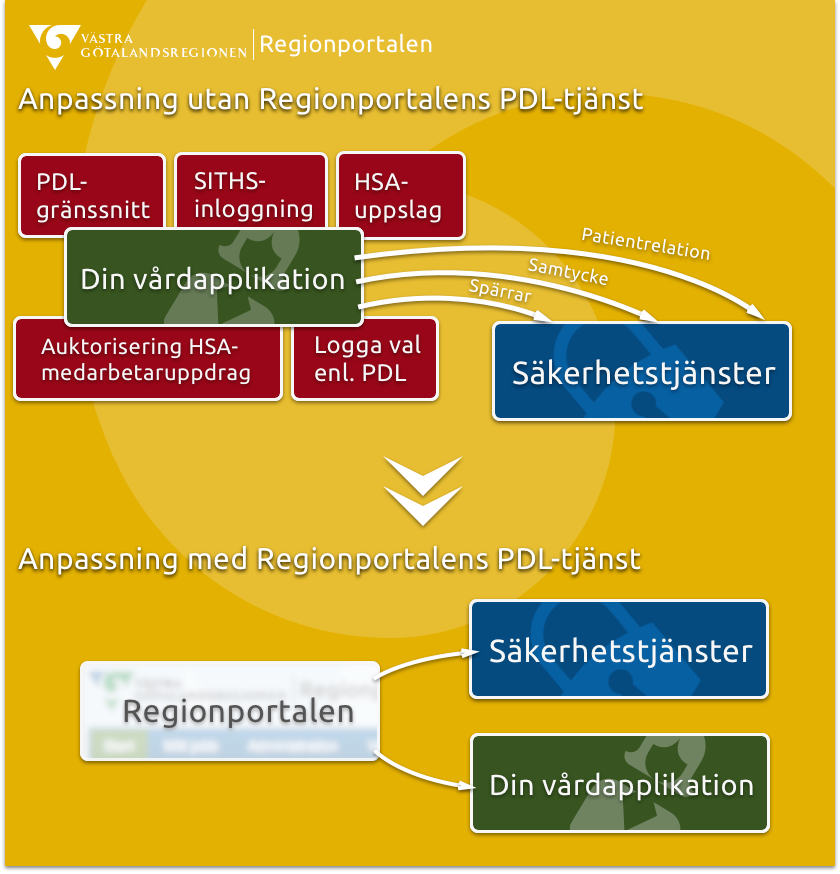 VÄSTRA
GÖTALANDSREGIONEN
Regionportalen
Anpassning utan Regionportalens PDL-tjänst
PDL-
gränssnitt
SITHS-
inloggning
HSA-
uppslag
Din vårdapplikation
Patientrelation
Samtycke
Spärrar
Auktorisering HSA-
medarbetaruppdrag
Logga val
enl. PDL
Säkerhetstjänster
Anpassning med Regionportalens PDL-tjänst
Säkerhetstjänster
Regionportalen
Din vårdapplikation